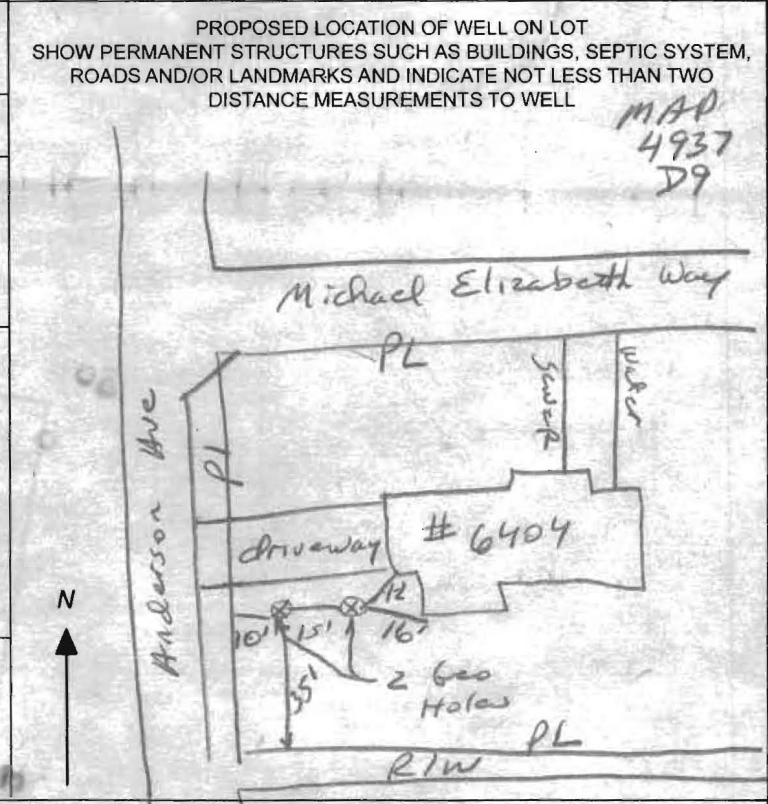 PROPOSED LOCATION OF WELL ON LOT
SHOW PERMANENT STRUCTURES SUCH AS BUILDINGS, SEPTIC SYSTEM,
ROADS AND/OR LANDMARKS AND INDICATE NOT LESS THAN TWO
DISTANCE MEASUREMENTS TO WELL
MAP
4937
D9
Michael Elizabeth Way
PL
Sewer
Water
Anderson Ave
PL
driveway
# 6404
N
12
10'
15'
16'
35'
2 Geo
Holes
PL
R/W